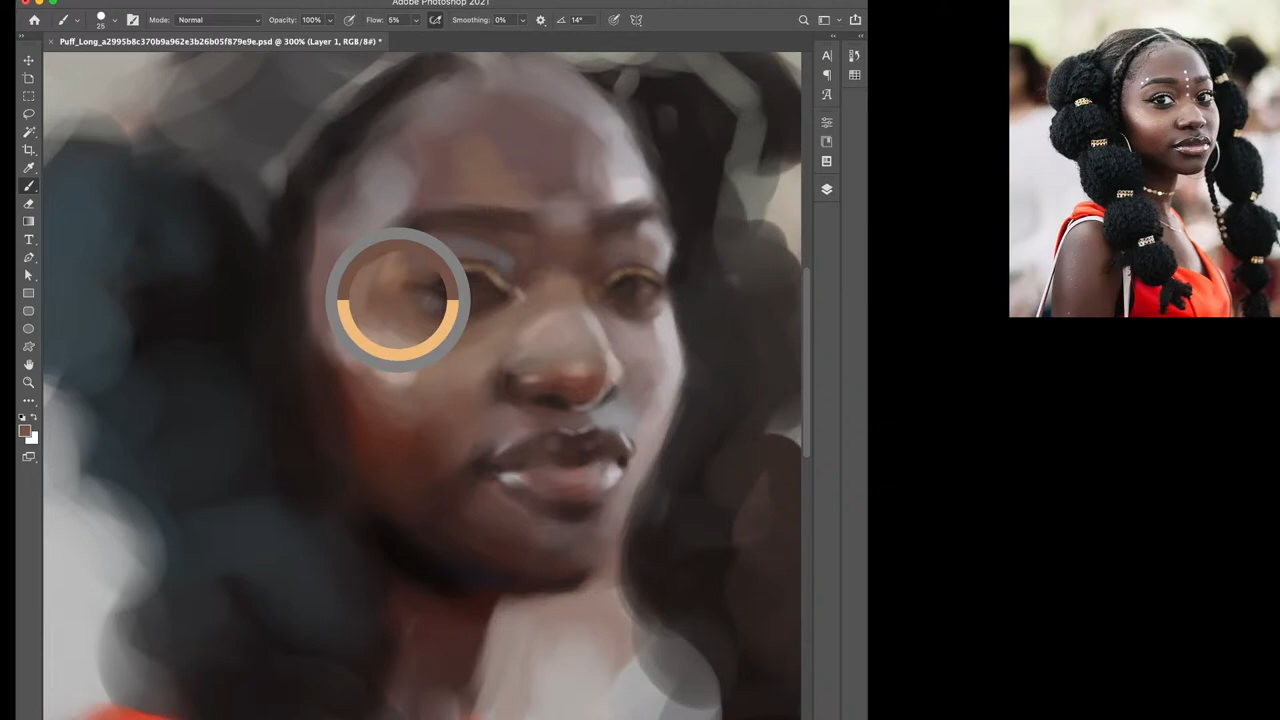 Adobe Photoshop 2021
25 Mode: Normal Opacity: 100% Flow: 5% Smoothing: 0% 14°
Puff_Long_a2995b8c370b9a962e3b26b05f879e9e.psd @ 300% (Layer 1, RGB/8#) *